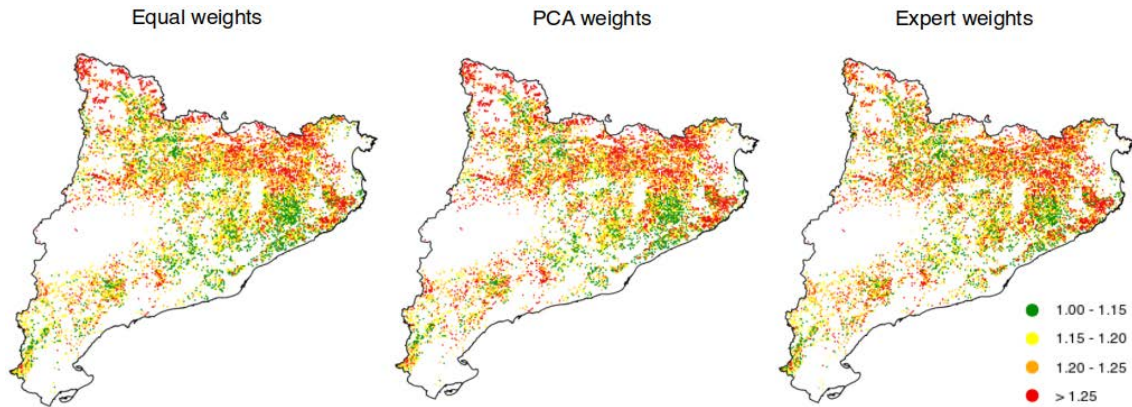 Equal weights
PCA weights
Expert weights
1.00 - 1.15
1.15 - 1.20
1.20 - 1.25
> 1.25